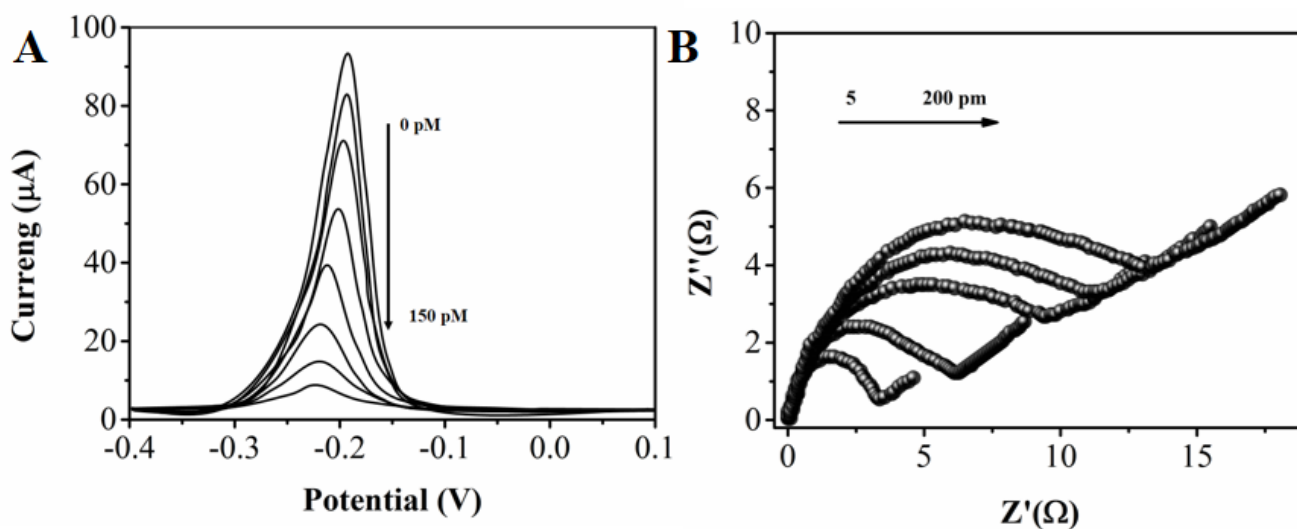 A
Curreng (μA)
100
80
60
40
20
0
0 pM
150 pM
-0.4
-0.3
-0.2
-0.1
0.0
0.1
Potential (V)
B
Z''(Ω)
10
8
6
4
2
0
5 200 pm
0
5
10
15
Z'(Ω)